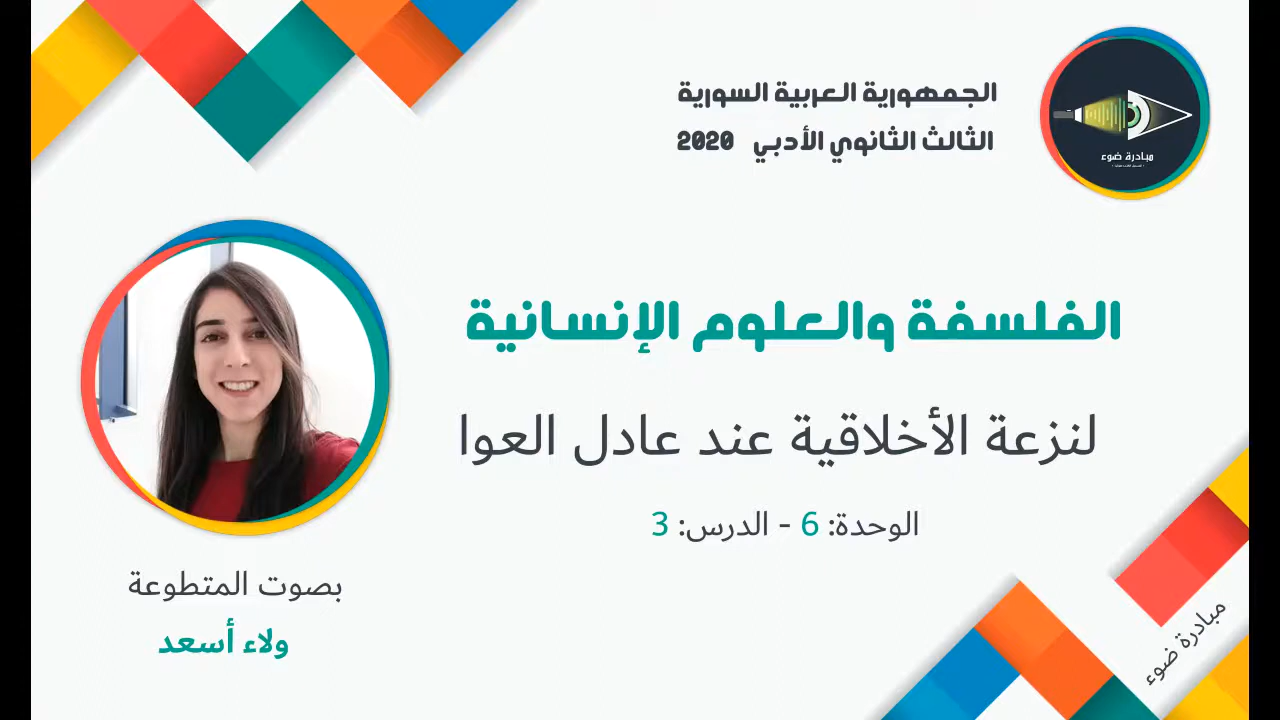 الجمهورية العربية السورية
الثالث الثانوي الأدبي 2020
مبادرة ضوء
الفلسفة والعلوم الإنسانية
لنزعة الأخلاقية عند عادل العوا
الوحدة: 6 - الدرس: 3
بصوت المتطوعة
ولاء أسعد
مبادرة ضوء